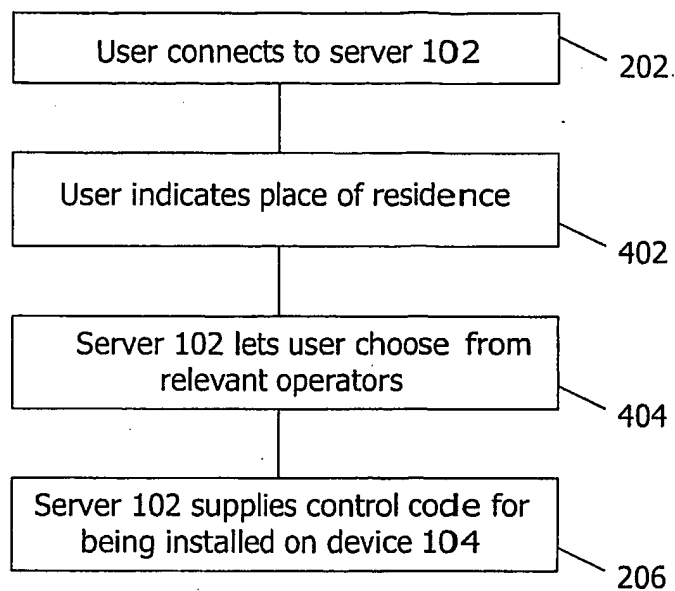 User connects to server 102
202
User indicates place of residence
402
Server 102 lets user choose from
relevant operators
404
Server 102 supplies control code for
being installed on device 104
206